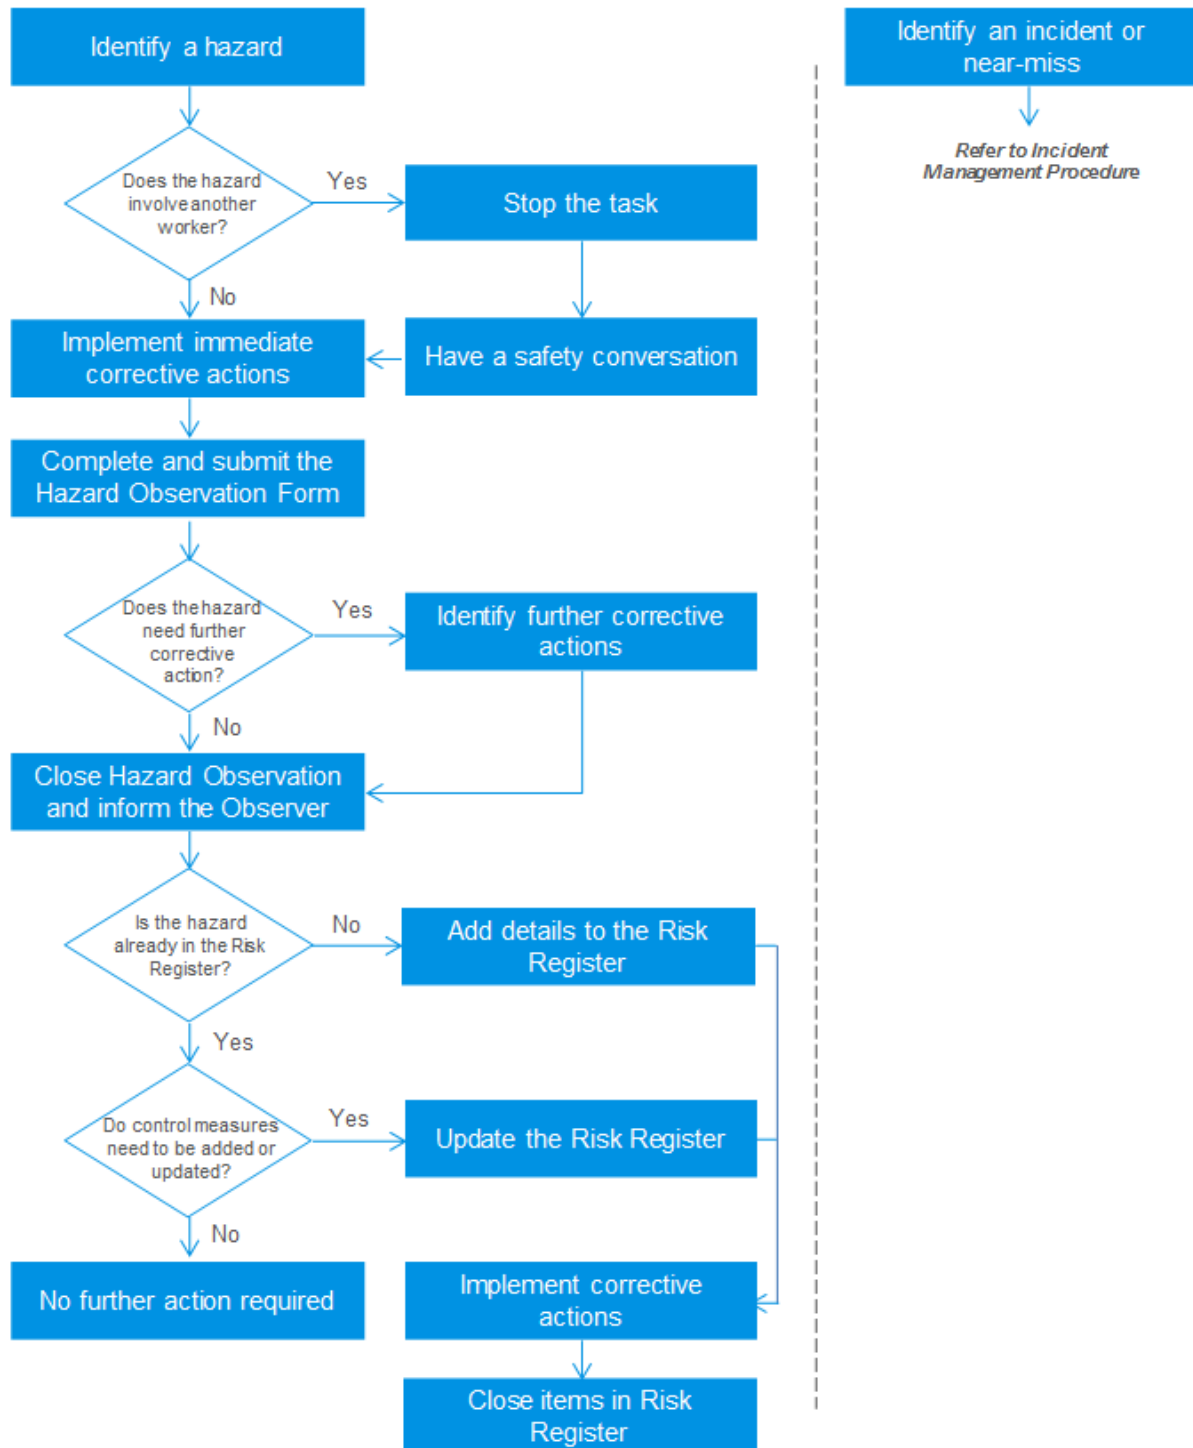 Identify a hazard
Identify an incident or
near-miss
Refer to Incident
Management Procedure
Does the hazard
involve another
worker?
Yes
Stop the task
No
Implement immediate
corrective actions
Have a safety conversation
Complete and submit the
Hazard Observation Form
Does the hazard
need further
corrective
action?
Yes
Identify further corrective
actions
No
Close Hazard Observation
and inform the Observer
Is the hazard
already in the Risk
Register?
No
Add details to the Risk
Register
Yes
Do control measures
need to be added or
updated?
Yes
Update the Risk Register
No
No further action required
Implement corrective
actions
Close items in Risk
Register